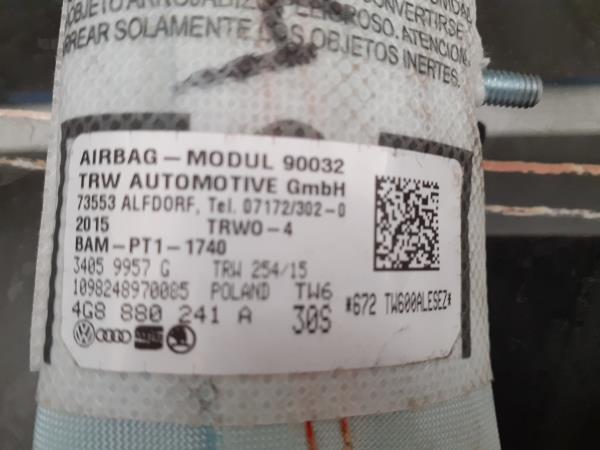 OBJETO ARROJADIZO PELIGROSO. ATENCION.
CONVERTIRSE
SOLAMENTE LOS OBJETOS INERTES.
AIRBAG - MODUL 90032
TRW AUTOMOTIVE GmbH
73553 ALFDORF, Tel. 07172/302-0
2015 TRWO-4
BAM-PT1-1740
3405 9957 G TRW 254/15
1098248970085 POLAND TW6
4G8 880 241 A 30S
*672 TW600ALESEZ*